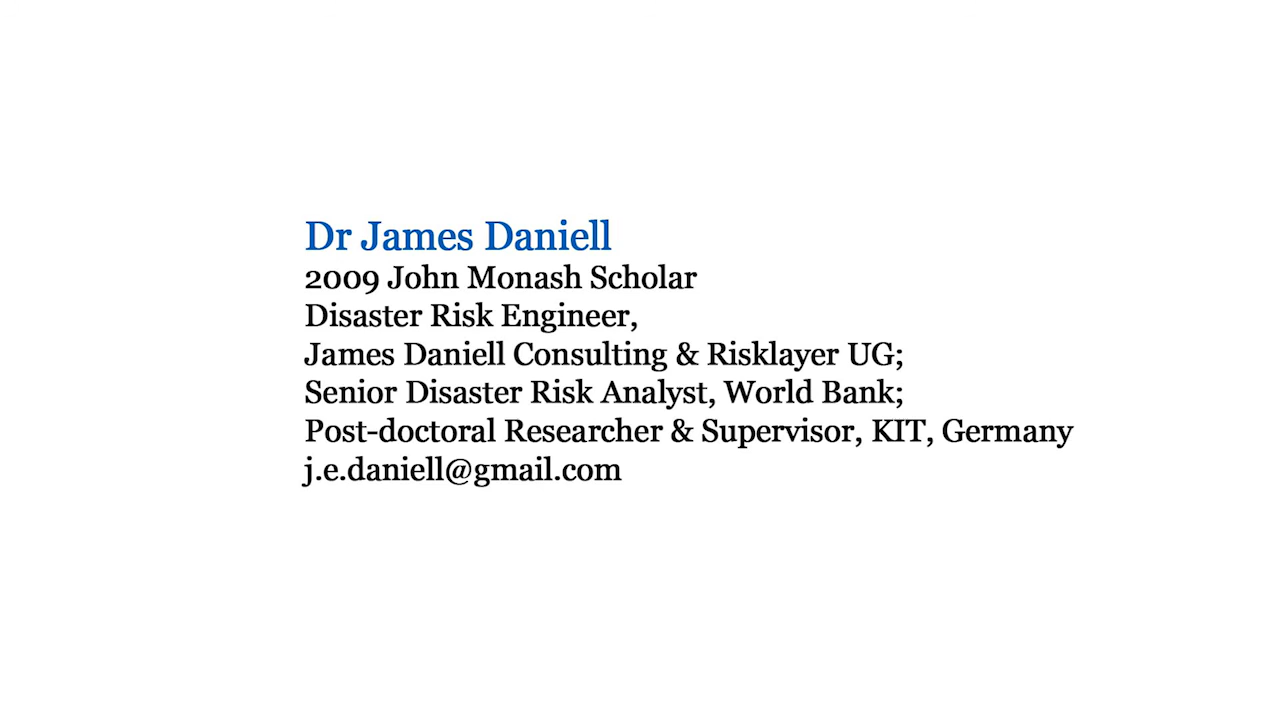 Dr James Daniell
2009 John Monash Scholar
Disaster Risk Engineer,
James Daniell Consulting & Risklayer UG;
Senior Disaster Risk Analyst, World Bank;
Post-doctoral Researcher & Supervisor, KIT, Germany
j.e.daniell@gmail.com